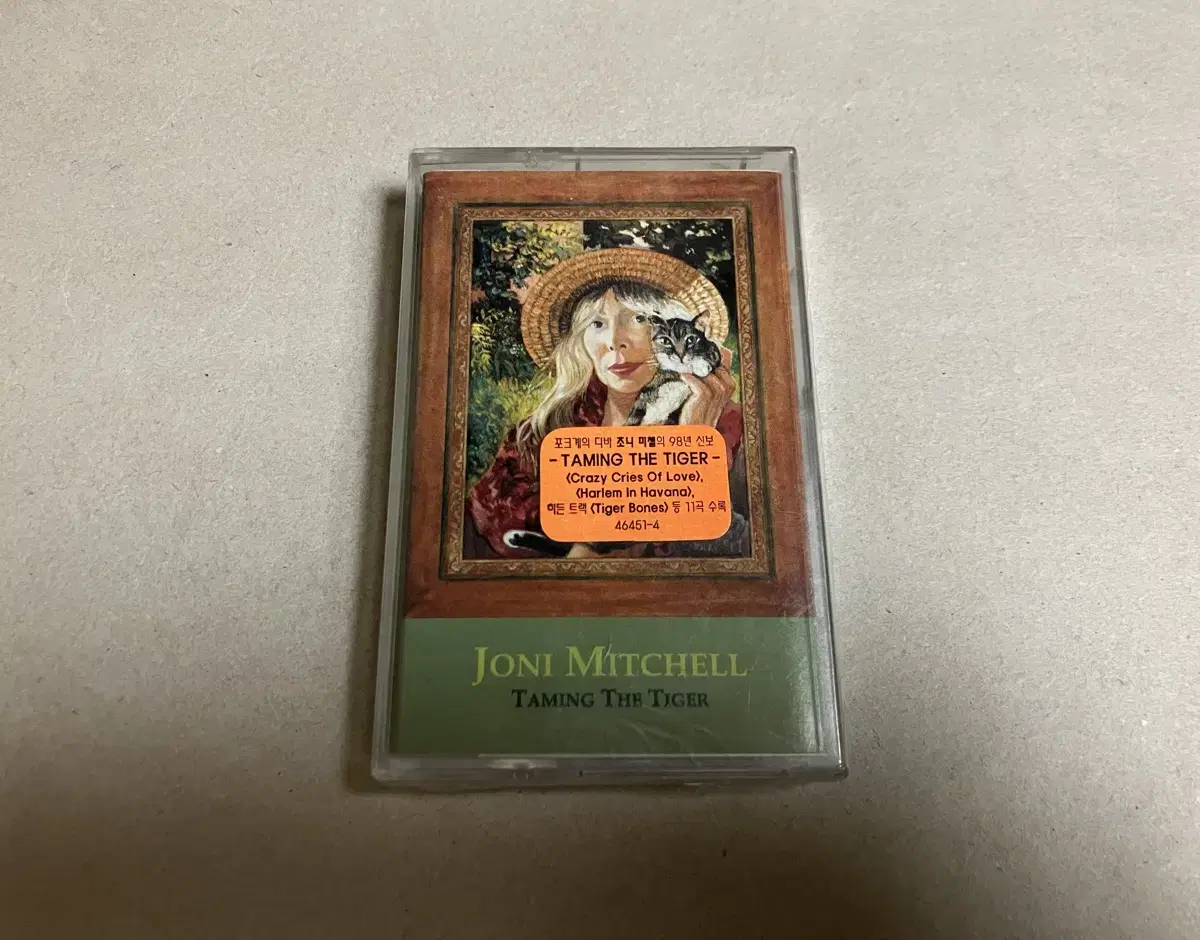 포크계의 디바 조니 미첼의 98년 신보
- TAMING THE TIGER -
〈Crazy Cries Of Love〉,
〈Harlem In Havana〉,
히든 트랙 〈Tiger Bones〉 등 11곡 수록
46451-4
JONI MITCHELL
TAMING THE TIGER